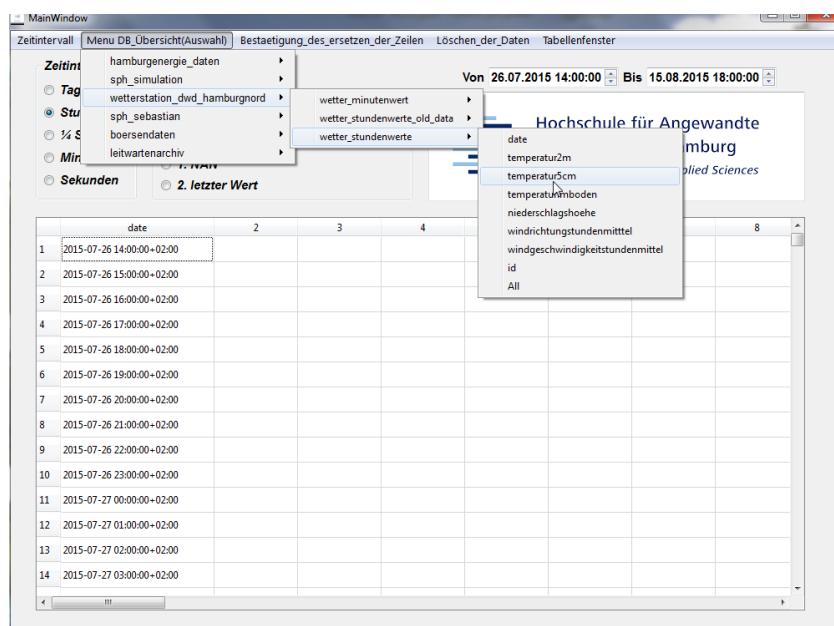 MainWindow
Zeitintervall Menu DB_Übersicht(Auswahl) Bestaetigung_des_ersetzen_der_Zeilen Löschen_der_Daten Tabellenfenster
Zeitint
Tag
Stu
¼ S
Min
Sekunden
1. NAN
2. letzter Wert
hamburgenergie_daten
sph_simulation
wetterstation_dwd_hamburgnord
sph_sebastian
boersendaten
leitwartenarchiv
wetter_minutenwert
wetter_stundenwerte_old_data
wetter_stundenwerte
date
temperatur2m
temperatur5cm
niederschlagshoehe
windrichtungstundenmitttel
windgeschwindigkeitstundenmittel
id
All
Von 26.07.2015 14:00:00 Bis 15.08.2015 18:00:00
Hochschule für Angewandte
mburg
plied Sciences
date 2 3 4 8
1 2015-07-26 14:00:00+02:00
2 2015-07-26 15:00:00+02:00
3 2015-07-26 16:00:00+02:00
4 2015-07-26 17:00:00+02:00
5 2015-07-26 18:00:00+02:00
6 2015-07-26 19:00:00+02:00
7 2015-07-26 20:00:00+02:00
8 2015-07-26 21:00:00+02:00
9 2015-07-26 22:00:00+02:00
10 2015-07-26 23:00:00+02:00
11 2015-07-27 00:00:00+02:00
12 2015-07-27 01:00:00+02:00
13 2015-07-27 02:00:00+02:00
14 2015-07-27 03:00:00+02:00